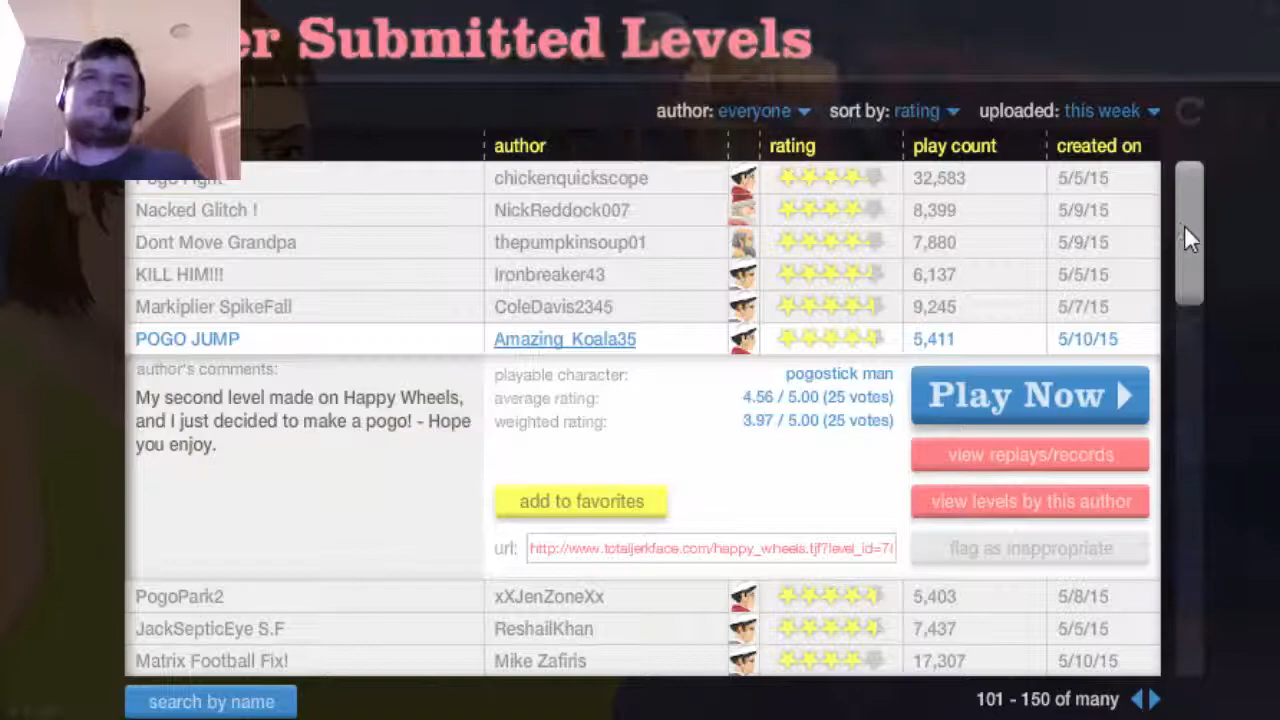 er Submitted Levels
author: everyone sort by: rating uploaded: this week
author rating play count created on
Pogo Fight chickenquickscope 32,583 5/5/15
Nacked Glitch ! NickReddock007 8,399 5/9/15
Dont Move Grandpa thepumpkinsoup01 7,880 5/9/15
KILL HIM!!! Ironbreaker43 6,137 5/5/15
Markiplier SpikeFall ColeDavis2345 9,245 5/7/15
POGO JUMP Amazing_Koala35 5,411 5/10/15
author's comments:
My second level made on Happy Wheels,
and I just decided to make a pogo! - Hope
you enjoy.
playable character: pogostick man
average rating: 4.56 / 5.00 (25 votes)
weighted rating: 3.97 / 5.00 (25 votes)
add to favorites
url: http://www.totaljerkface.com/happy_wheels.tjf?level_id=7(
Play Now
view replays/records
view levels by this author
flag as inappropriate
PogoPark2 xXJenZoneXx 5,403 5/8/15
JackSepticEye S.F ReshailKhan 7,437 5/5/15
Matrix Football Fix! Mike Zafiris 17,307 5/10/15
search by name 101 - 150 of many